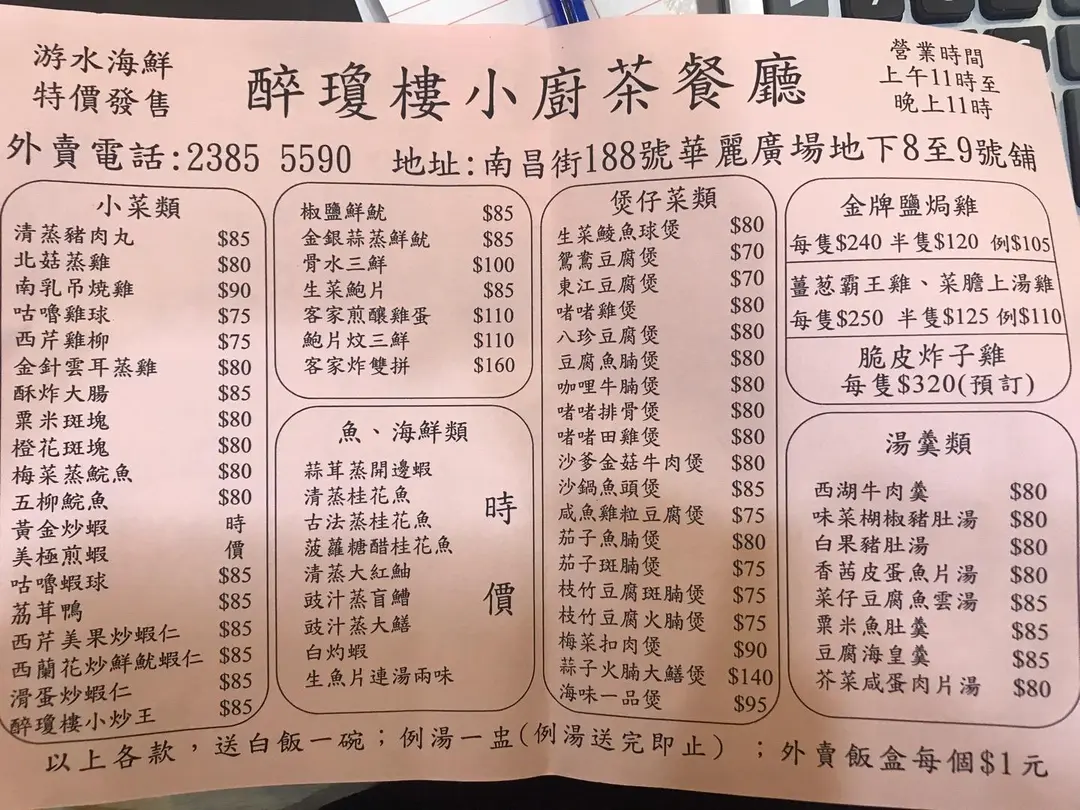 游水海鮮
特價發售
醉瓊樓小廚茶餐廳
營業時間
上午11時至
晚上11時
外賣電話:2385 5590 地址:南昌街188號華麗廣場地下8至9號舖
小菜類
清蒸豬肉丸 $85
北菇蒸雞 $80
南乳吊燒雞 $90
咕嚕雞球 $75
西芹雞柳 $75
金針雲耳蒸雞 $80
酥炸大腸 $85
粟米斑塊 $80
橙花斑塊 $80
梅菜蒸鯇魚 $80
五柳鯇魚 $80
黃金炒蝦 時
美極煎蝦 價
咕嚕蝦球 $85
荔茸鴨 $85
西芹美果炒蝦仁 $85
西蘭花炒鮮魷蝦仁 $85
滑蛋炒蝦仁 $85
醉瓊樓小炒王 $85
椒鹽鮮魷 $85
金銀蒜蒸鮮魷 $85
骨水三鮮 $100
生菜鮑片 $85
客家煎釀雞蛋 $110
鮑片炆三鮮 $110
客家炸雙拼 $160
魚、海鮮類
蒜茸蒸開邊蝦
清蒸桂花魚
古法蒸桂花魚
菠蘿糖醋桂花魚
清蒸大紅鮋
豉汁蒸盲鰽
豉汁蒸大鱔
白灼蝦
生魚片連湯兩味
時價
煲仔菜類
生菜鯪魚球煲 $80
鴛鴦豆腐煲 $70
東江豆腐煲 $70
啫啫雞煲 $80
八珍豆腐煲 $80
豆腐魚腩煲 $80
咖哩牛腩煲 $80
啫啫排骨煲 $80
啫啫田雞煲 $80
沙爹金菇牛肉煲 $80
沙鍋魚頭煲 $85
咸魚雞粒豆腐煲 $75
茄子魚腩煲 $80
茄子斑腩煲 $75
枝竹豆腐斑腩煲 $75
枝竹豆腐火腩煲 $75
梅菜扣肉煲 $90
蒜子火腩大鱔煲 $140
海味一品煲 $95
金牌鹽焗雞
每隻$240 半隻$120 例$105
薑葱霸王雞、菜膽上湯雞
每隻$250 半隻$125 例$110
脆皮炸子雞
每隻$320(預訂)
湯羹類
西湖牛肉羹 $80
味菜椒胡豬肚湯 $80
白果豬肚湯 $80
香茜皮蛋魚片湯 $80
菜仔豆腐魚雲湯 $85
粟米魚肚羹 $85
豆腐海皇羹 $85
芥菜咸蛋肉片湯 $80
以上各款，送白飯一碗；例湯一盅(例湯送完即止)；外賣飯盒每個$1元